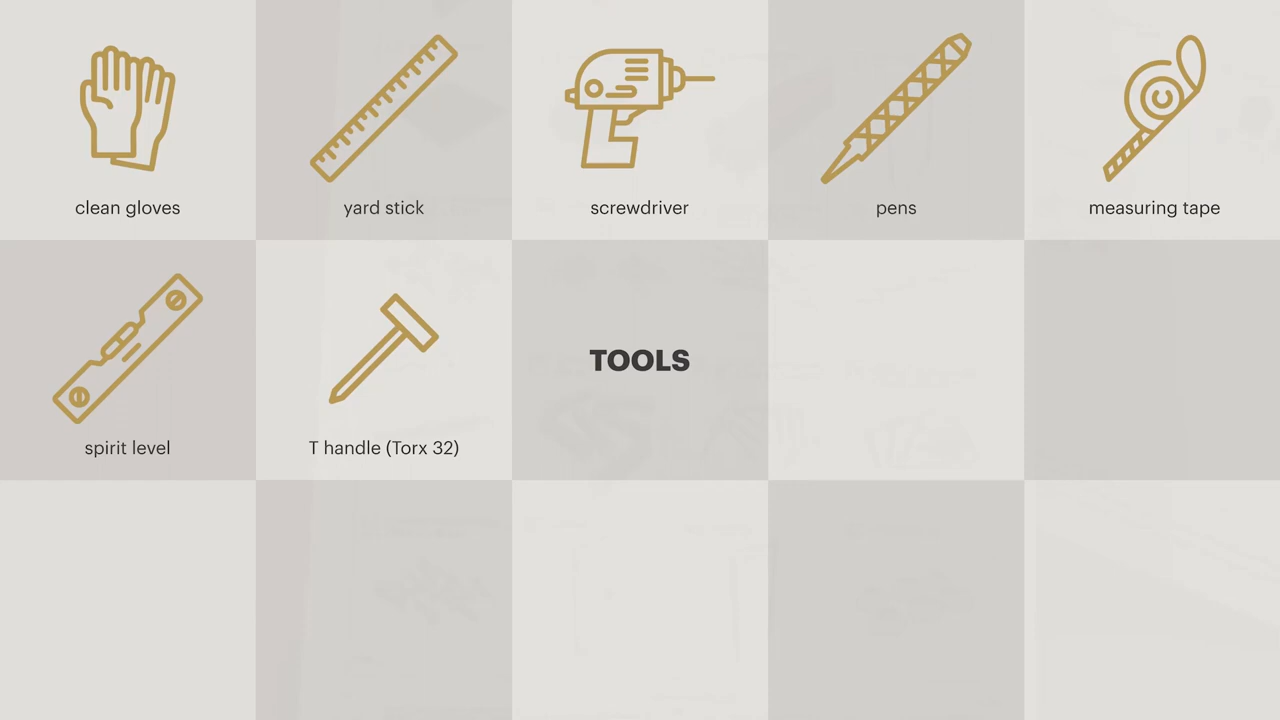 clean gloves
yard stick
screwdriver
pens
measuring tape
spirit level
T handle (Torx 32)
TOOLS